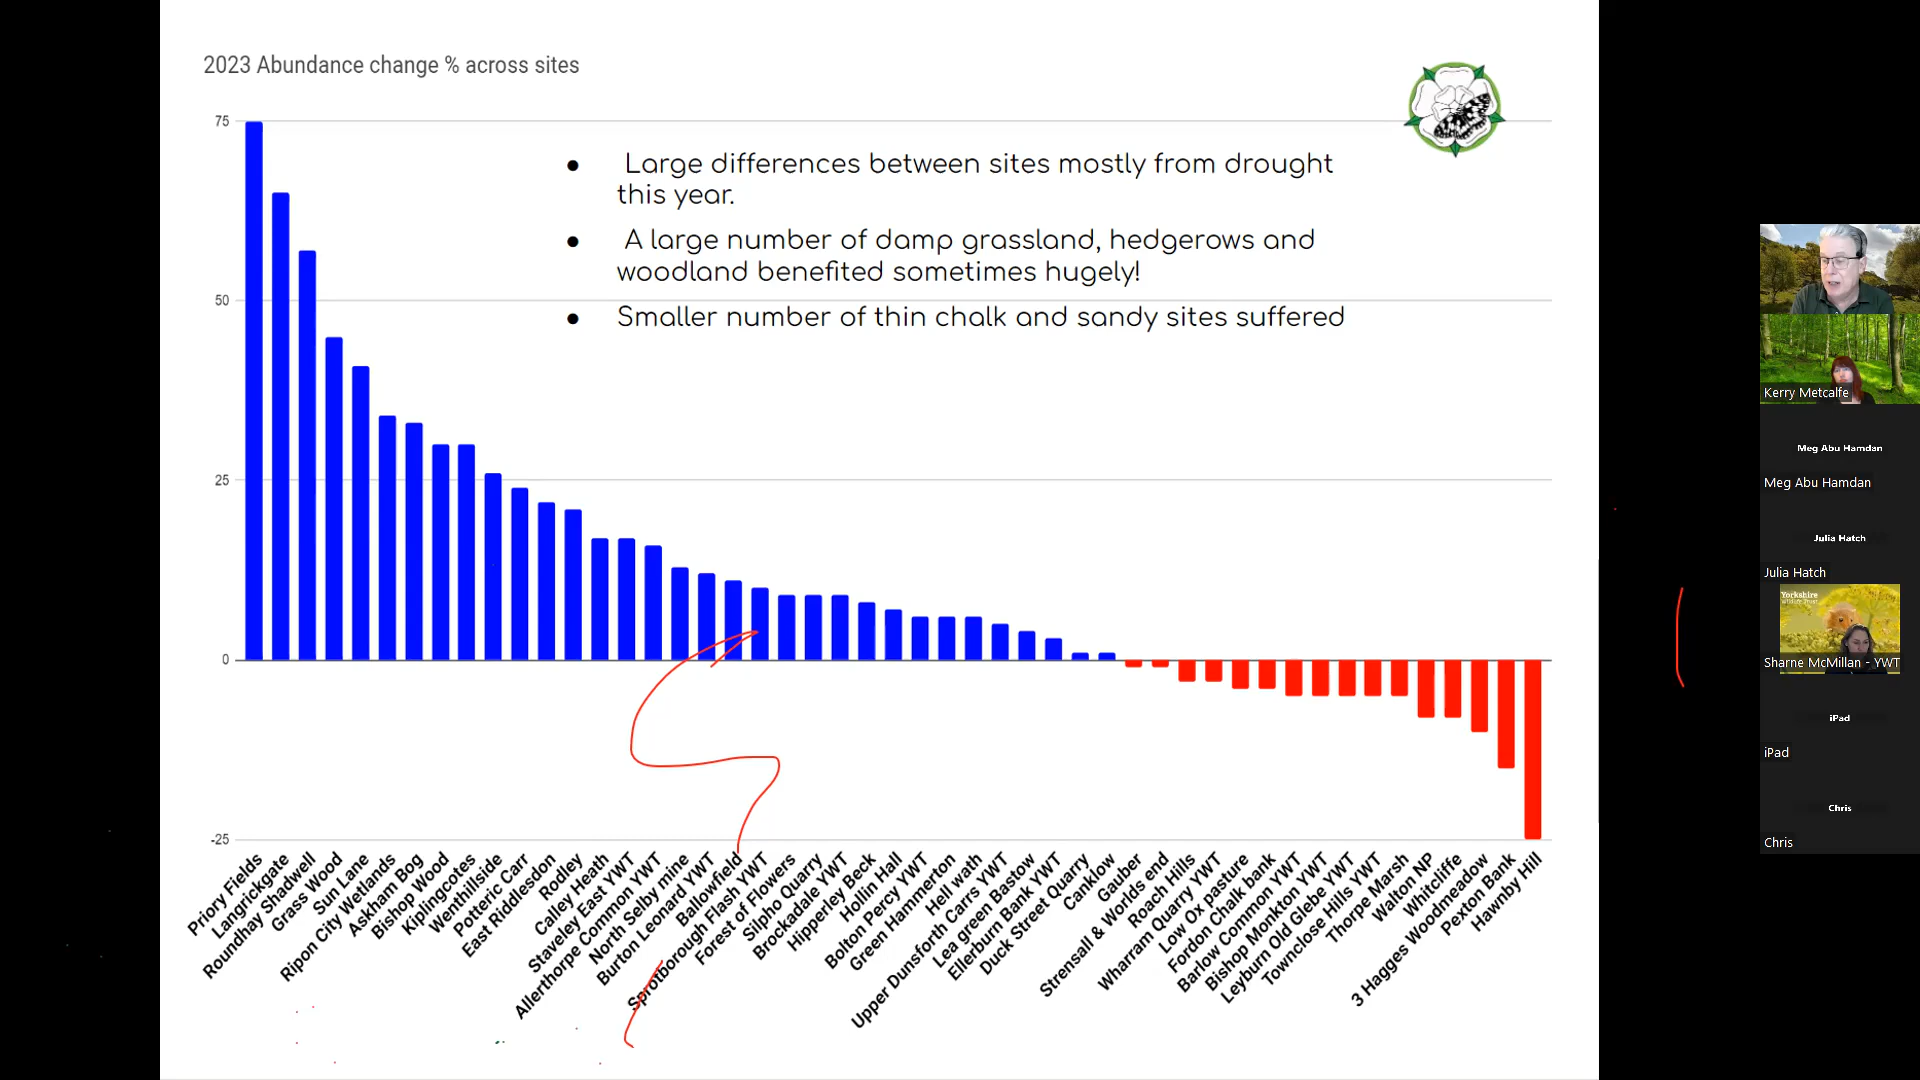 2023 Abundance change % across sites
75
50
25
0
-25
● Large differences between sites mostly from drought
this year.
● A large number of damp grassland, hedgerows and
woodland benefited sometimes hugely!
● Smaller number of thin chalk and sandy sites suffered
Priory Fields
Langrickgate
Roundhay Shadwell
Grass Wood
Sun Lane
Ripon City Wetlands
Askham Bog
Bishop Wood
Kiplingcotes
Wenthillside
Potteric Carr
East Riddlesdon
Rodley
Calley Heath
Staveley East YWT
Allerthorpe Common YWT
North Selby mine
Burton Leonard YWT
Ballowfield
Sprotborough Flash YWT
Forest of Flowers
Silpho Quarry
Brockadale YWT
Hipperley Beck
Hollin Hall
Bolton Percy YWT
Green Hammerton
Hell wath
Upper Dunsforth Carrs YWT
Lea green Bastow
Ellerburn Bank YWT
Duck Street Quarry
Canklow
Gauber
Strensall & Worlds end
Roach Hills
Wharram Quarry YWT
Low Ox pasture
Fordon Chalk bank
Barlow Common YWT
Bishop Monkton YWT
Leyburn Old Glebe YWT
Townclose Hills YWT
Thorpe Marsh
Walton NP
Whitcliffe
3 Hagges Woodmeadow
Pexton Bank
Hawnby Hill
Kerry Metcalfe
Meg Abu Hamdan
Meg Abu Hamdan
Julia Hatch
Julia Hatch
Yorkshire
Wildlife Trust
Sharne McMillan - YWT
iPad
iPad
Chris
Chris